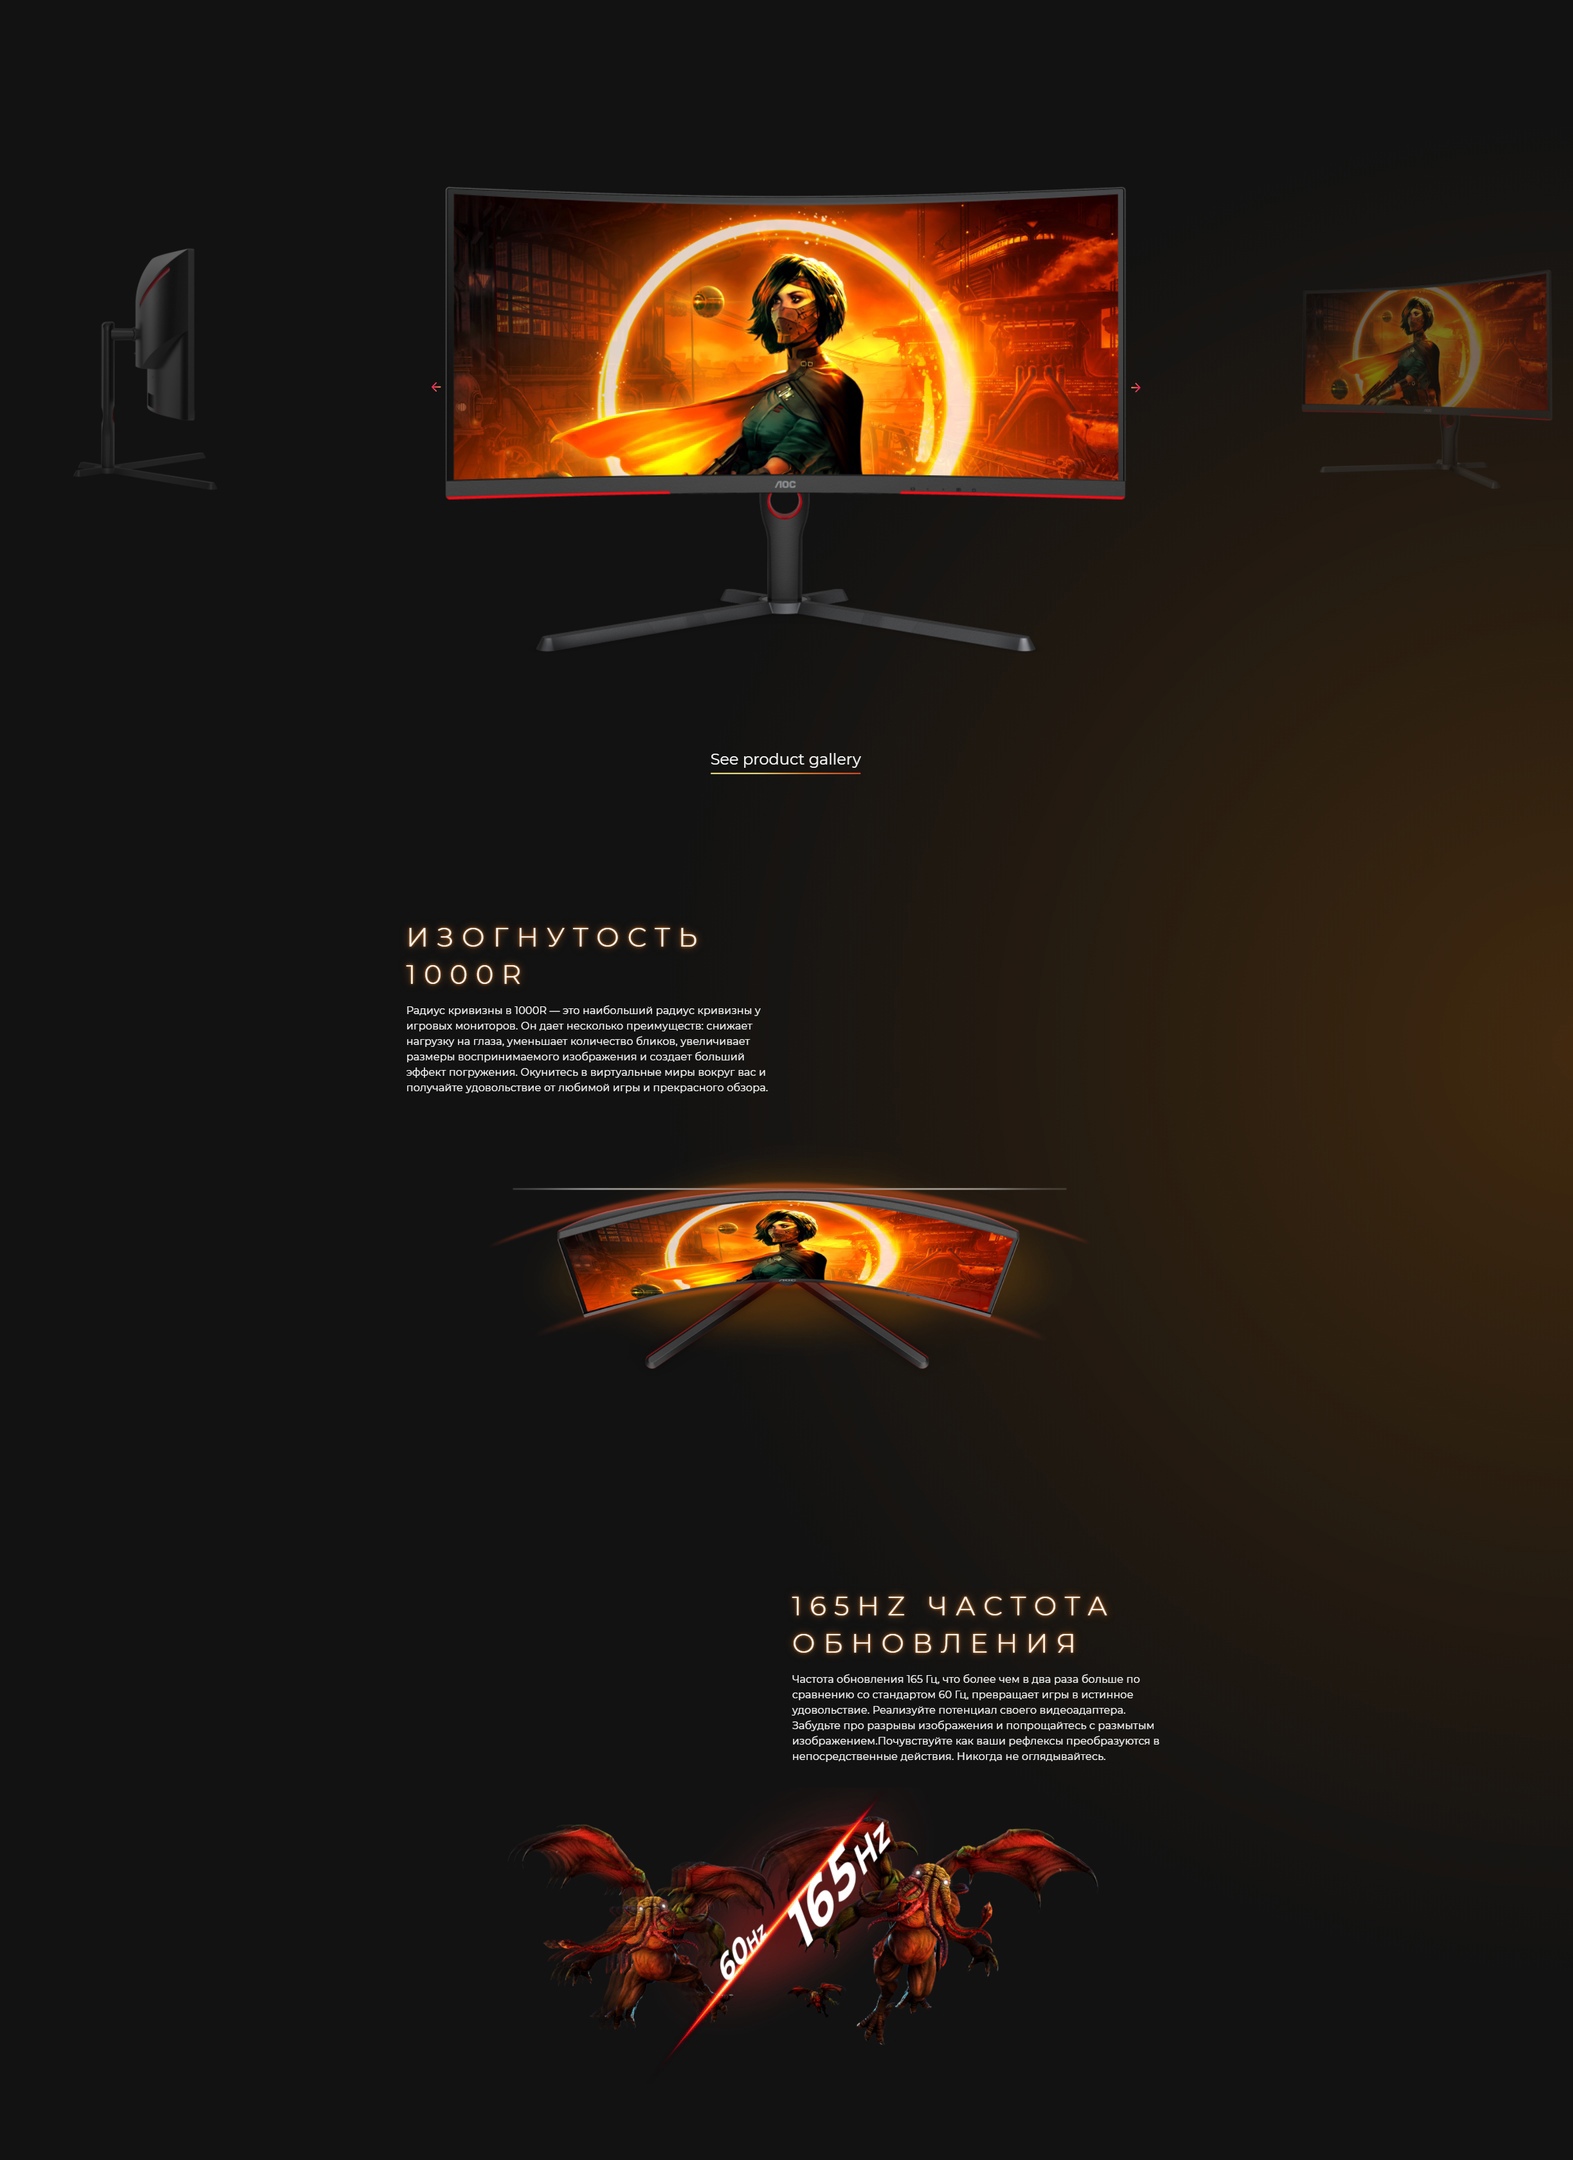 AOC
See product gallery
ИЗОГНУТОСТЬ
1000R
Радиус кривизны в 1000R — это наибольший радиус кривизны у
игровых мониторов. Он дает несколько преимуществ: снижает
нагрузку на глаза, уменьшает количество бликов, увеличивает
размеры воспринимаемого изображения и создает больший
эффект погружения. Окунитесь в виртуальные миры вокруг вас и
получайте удовольствие от любимой игры и прекрасного обзора.
165HZ ЧАСТОТА
ОБНОВЛЕНИЯ
Частота обновления 165 Гц, что более чем в два раза больше по
сравнению со стандартом 60 Гц, превращает игры в истинное
удовольствие. Реализуйте потенциал своего видеоадаптера.
Забудьте про разрывы изображения и попрощайтесь с размытым
изображением.Почувствуйте как ваши рефлексы преобразуются в
непосредственные действия. Никогда не оглядывайтесь.
60HZ
165HZ